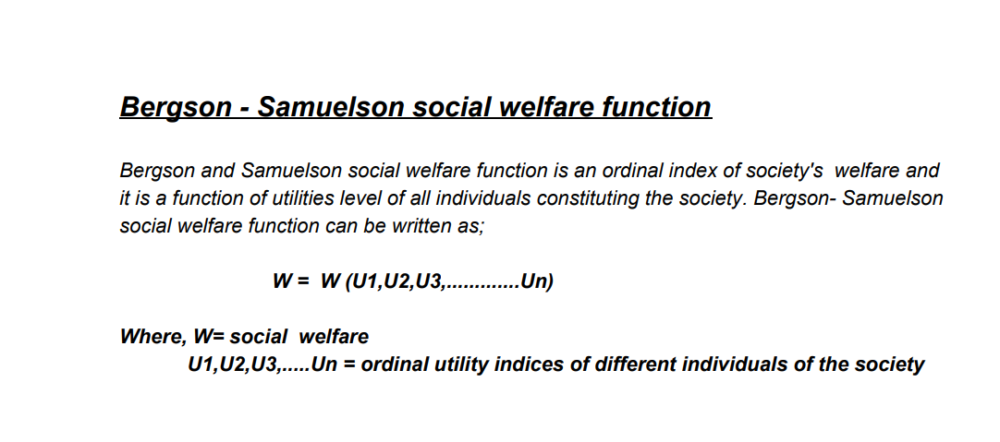 Bergson - Samuelson social welfare function
Bergson and Samuelson social welfare function is an ordinal index of society's  welfare and
it is a function of utilities level of all individuals constituting the society. Bergson- Samuelson
social welfare function can be written as;
W =  W (U1,U2,U3,.............Un)
Where, W= social  welfare
U1,U2,U3,.....Un = ordinal utility indices of different individuals of the society